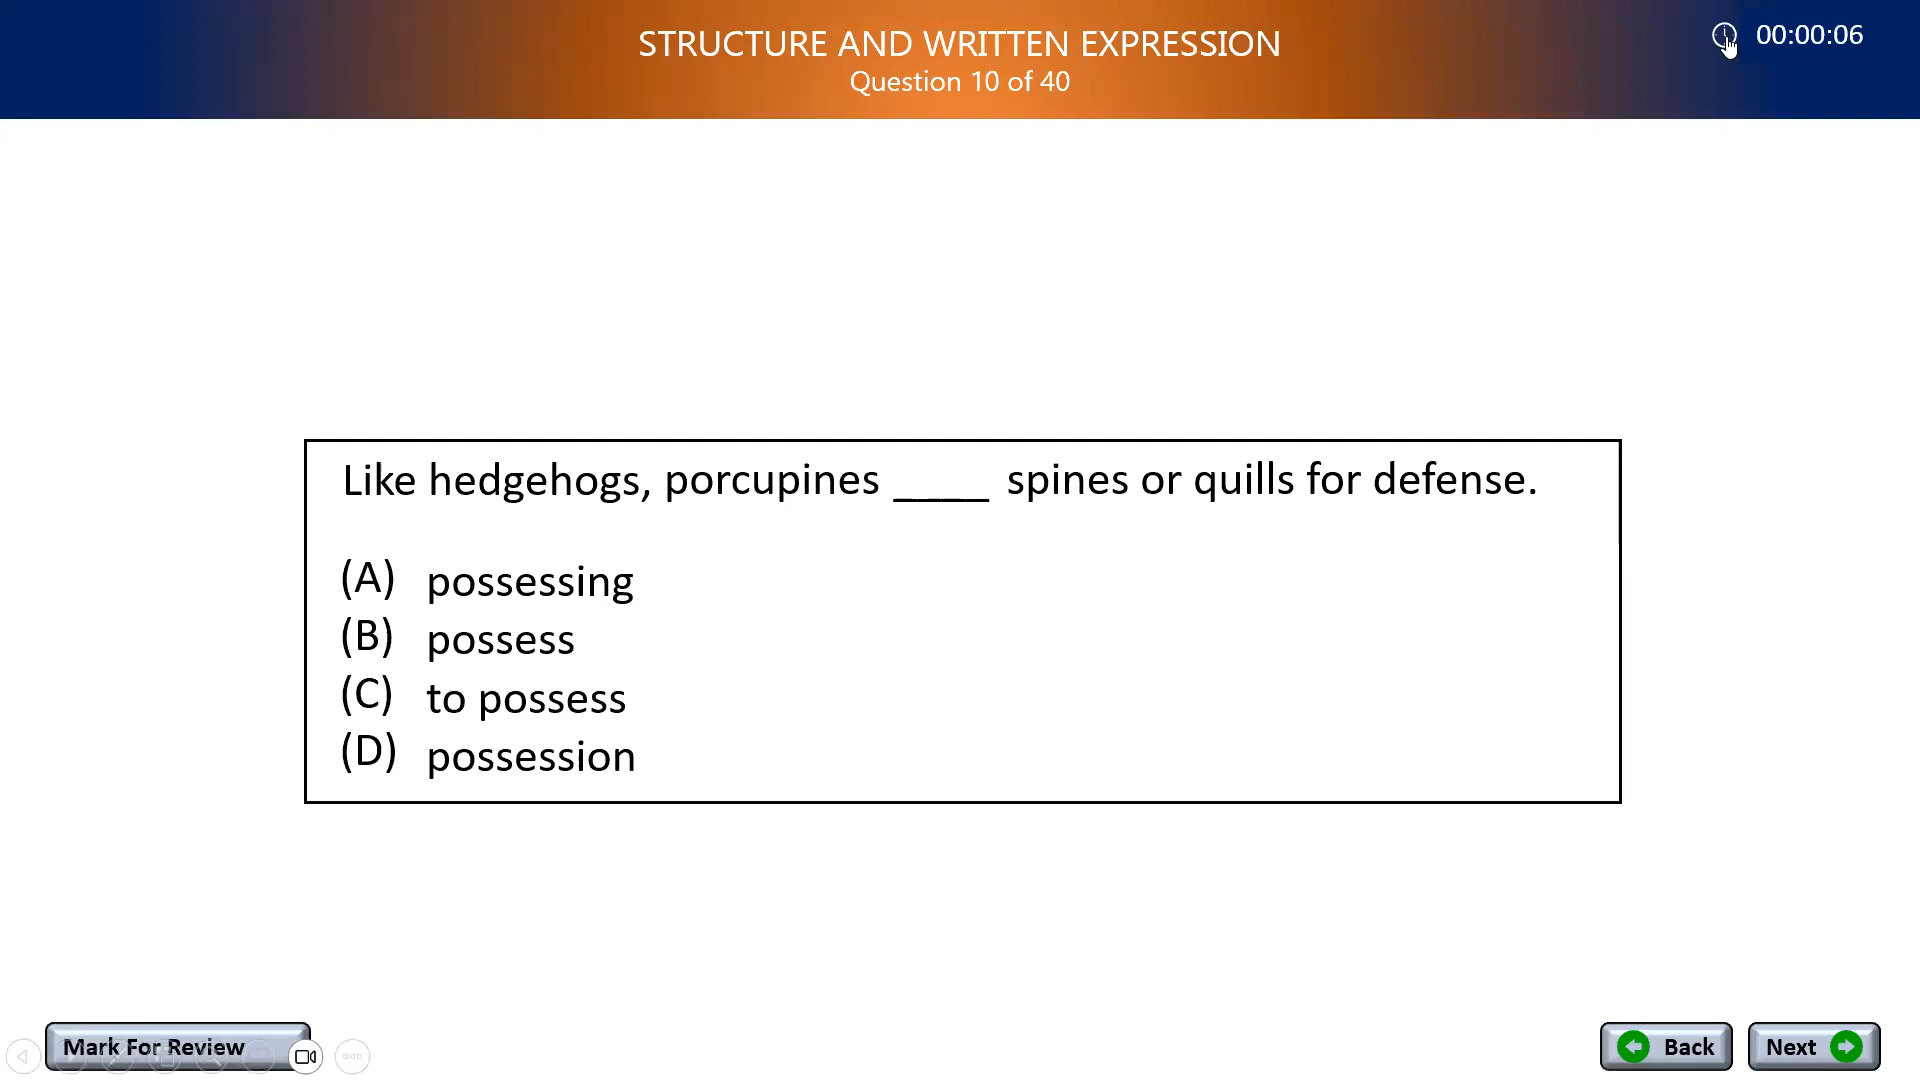 STRUCTURE AND WRITTEN EXPRESSION
Question 10 of 40
00:00:06
Like hedgehogs, porcupines ____ spines or quills for defense.
(A) possessing
(B) possess
(C) to possess
(D) possession
Mark For Review
Back
Next